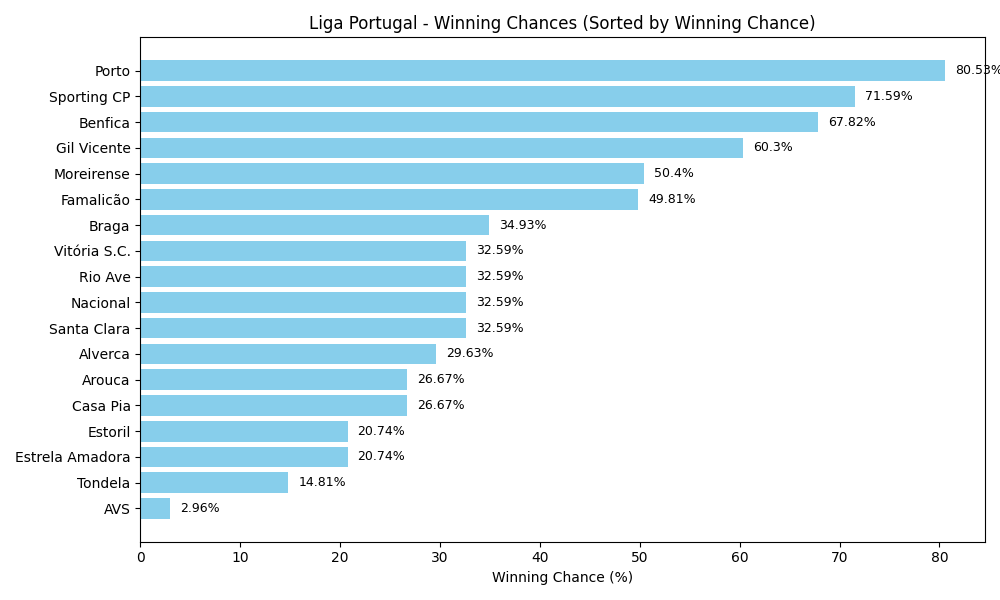 Liga Portugal - Winning Chances (Sorted by Winning Chance)
Porto 80.53%
Sporting CP 71.59%
Benfica 67.82%
Gil Vicente 60.3%
Moreirense 50.4%
Famalicão 49.81%
Braga 34.93%
Vitória S.C. 32.59%
Rio Ave 32.59%
Nacional 32.59%
Santa Clara 32.59%
Alverca 29.63%
Arouca 26.67%
Casa Pia 26.67%
Estoril 20.74%
Estrela Amadora 20.74%
Tondela 14.81%
AVS 2.96%
0 10 20 30 40 50 60 70 80
Winning Chance (%)